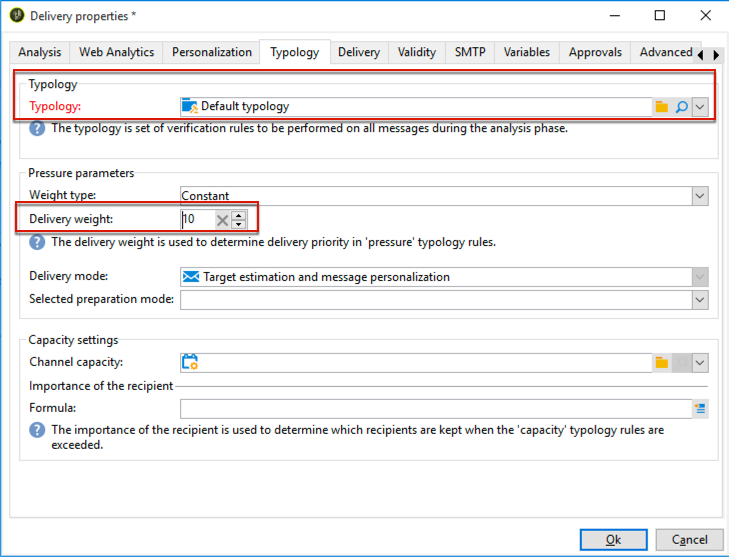 Delivery properties *
Analysis Web Analytics Personalization Typology Delivery Validity SMTP Variables Approvals Advanced
Typology
Typology: Default typology
The typology is set of verification rules to be performed on all messages during the analysis phase.
Pressure parameters
Weight type: Constant
Delivery weight: 10
The delivery weight is used to determine delivery priority in 'pressure' typology rules.
Delivery mode: Target estimation and message personalization
Selected preparation mode:
Capacity settings
Channel capacity:
Importance of the recipient
Formula:
The importance of the recipient is used to determine which recipients are kept when the 'capacity' typology rules are
exceeded.
Ok Cancel